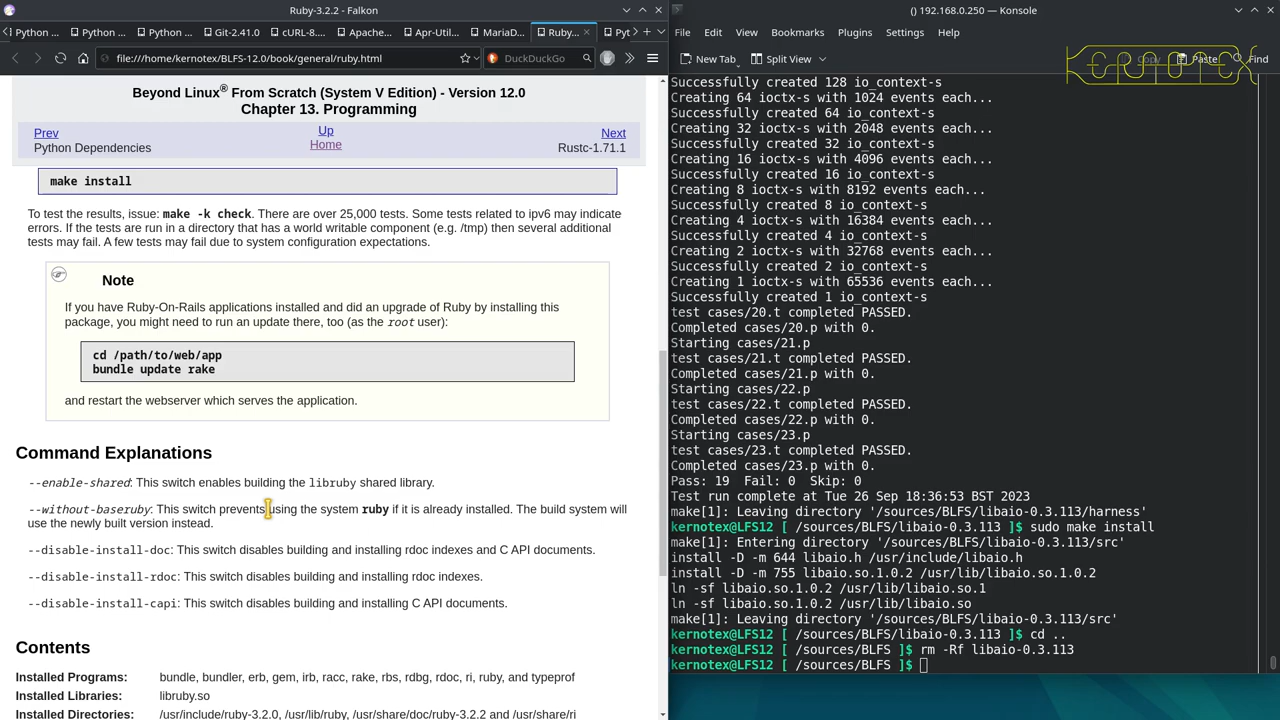 Ruby-3.2.2 — Falkon
Python ...
Python ...
Python ...
Git-2.41.0
cURL-8....
Apache...
Apr-Util...
MariaD...
Ruby...
Pyt
file:///home/kernotex/BLFS-12.0/book/general/ruby.html
DuckDuckGo
Beyond Linux® From Scratch (System V Edition) - Version 12.0
Chapter 13. Programming
Prev
Up
Next
Python Dependencies
Home
Rustc-1.71.1
make install
To test the results, issue: make -k check. There are over 25,000 tests. Some tests related to ipv6 may indicate
errors. If the tests are run in a directory that has a world writable component (e.g. /tmp) then several additional
tests may fail. A few tests may fail due to system configuration expectations.
Note
If you have Ruby-On-Rails applications installed and did an upgrade of Ruby by installing this
package, you might need to run an update there, too (as the root user):
cd /path/to/web/app
bundle update rake
and restart the webserver which serves the application.
Command Explanations
--enable-shared: This switch enables building the libruby shared library.
--without-baseruby: This switch prevents using the system ruby if it is already installed. The build system will
use the newly built version instead.
--disable-install-doc: This switch disables building and installing rdoc indexes and C API documents.
--disable-install-rdoc: This switch disables building and installing rdoc indexes.
--disable-install-capi: This switch disables building and installing C API documents.
Contents
Installed Programs: bundle, bundler, erb, gem, irb, racc, rake, rbs, rdbg, rdoc, ri, ruby, and typeprof
Installed Libraries: libruby.so
Installed Directories: /usr/include/ruby-3.2.0, /usr/lib/ruby, /usr/share/doc/ruby-3.2.2 and /usr/share/ri
() 192.168.0.250 — Konsole
File Edit View Bookmarks Plugins Settings Help
New Tab
Split View
Copy
Paste
Find
KERNOTEX
Successfully created 128 io_context-s
Creating 64 ioctx-s with 1024 events each...
Successfully created 64 io_context-s
Creating 32 ioctx-s with 2048 events each...
Successfully created 32 io_context-s
Creating 16 ioctx-s with 4096 events each...
Successfully created 16 io_context-s
Creating 8 ioctx-s with 8192 events each...
Successfully created 8 io_context-s
Creating 4 ioctx-s with 16384 events each...
Successfully created 4 io_context-s
Creating 2 ioctx-s with 32768 events each...
Successfully created 2 io_context-s
Creating 1 ioctx-s with 65536 events each...
Successfully created 1 io_context-s
test cases/20.t completed PASSED.
Completed cases/20.p with 0.
Starting cases/21.p
test cases/21.t completed PASSED.
Completed cases/21.p with 0.
Starting cases/22.p
test cases/22.t completed PASSED.
Completed cases/22.p with 0.
Starting cases/23.p
test cases/23.t completed PASSED.
Completed cases/23.p with 0.
Pass: 19 Fail: 0 Skip: 0
Test run complete at Tue 26 Sep 18:36:53 BST 2023
make[1]: Leaving directory '/sources/BLFS/libaio-0.3.113/harness'
kernotex@LFS12 [ /sources/BLFS/libaio-0.3.113 ]$ sudo make install
make[1]: Entering directory '/sources/BLFS/libaio-0.3.113/src'
install -D -m 644 libaio.h /usr/include/libaio.h
install -D -m 755 libaio.so.1.0.2 /usr/lib/libaio.so.1.0.2
ln -sf libaio.so.1.0.2 /usr/lib/libaio.so.1
ln -sf libaio.so.1.0.2 /usr/lib/libaio.so
make[1]: Leaving directory '/sources/BLFS/libaio-0.3.113/src'
kernotex@LFS12 [ /sources/BLFS/libaio-0.3.113 ]$ cd ..
kernotex@LFS12 [ /sources/BLFS ]$ rm -Rf libaio-0.3.113
kernotex@LFS12 [ /sources/BLFS ]$